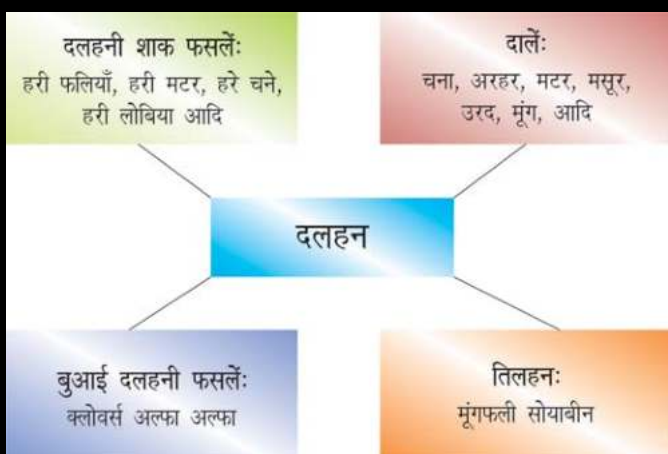 दलहनी शाक फसलें:
हरी फलियाँ, हरी मटर, हरे चने,
हरी लोबिया आदि
दालें:
चना, अरहर, मटर, मसूर,
उरद, मूंग, आदि
दलहन
बुआई दलहनी फसलें:
क्लोवर्स अल्फा अल्फा
तिलहन:
मूंगफली सोयाबीन